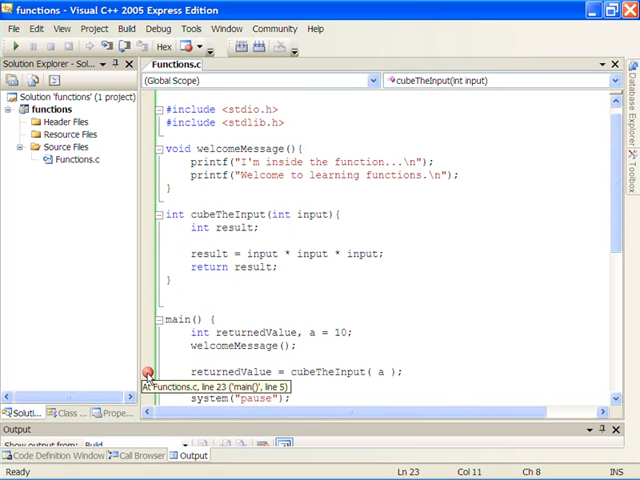 functions - Visual C++ 2005 Express Edition
File Edit View Project Build Debug Tools Window Community Help
Hex
Solution Explorer - Sol...
Functions.c
(Global Scope)
cubeTheInput(int input)
Solution 'functions' (1 project)
functions
Header Files
Resource Files
Source Files
Functions.c
#include <stdio.h>
#include <stdlib.h>
void welcomeMessage(){
printf("I'm inside the function...\n");
printf("Welcome to learning functions.\n");
}
int cubeTheInput(int input){
int result;
result = input * input * input;
return result;
}
main() {
int returnedValue, a = 10;
welcomeMessage();
returnedValue = cubeTheInput( a );
At Functions.c, line 23 ('main()', line 5)
system("pause");
Database Explorer
Toolbox
Soluti...
Class ...
Prope...
Output
Show output from: Build
Code Definition Window
Call Browser
Output
Ready
Ln 23
Col 11
Ch 8
INS